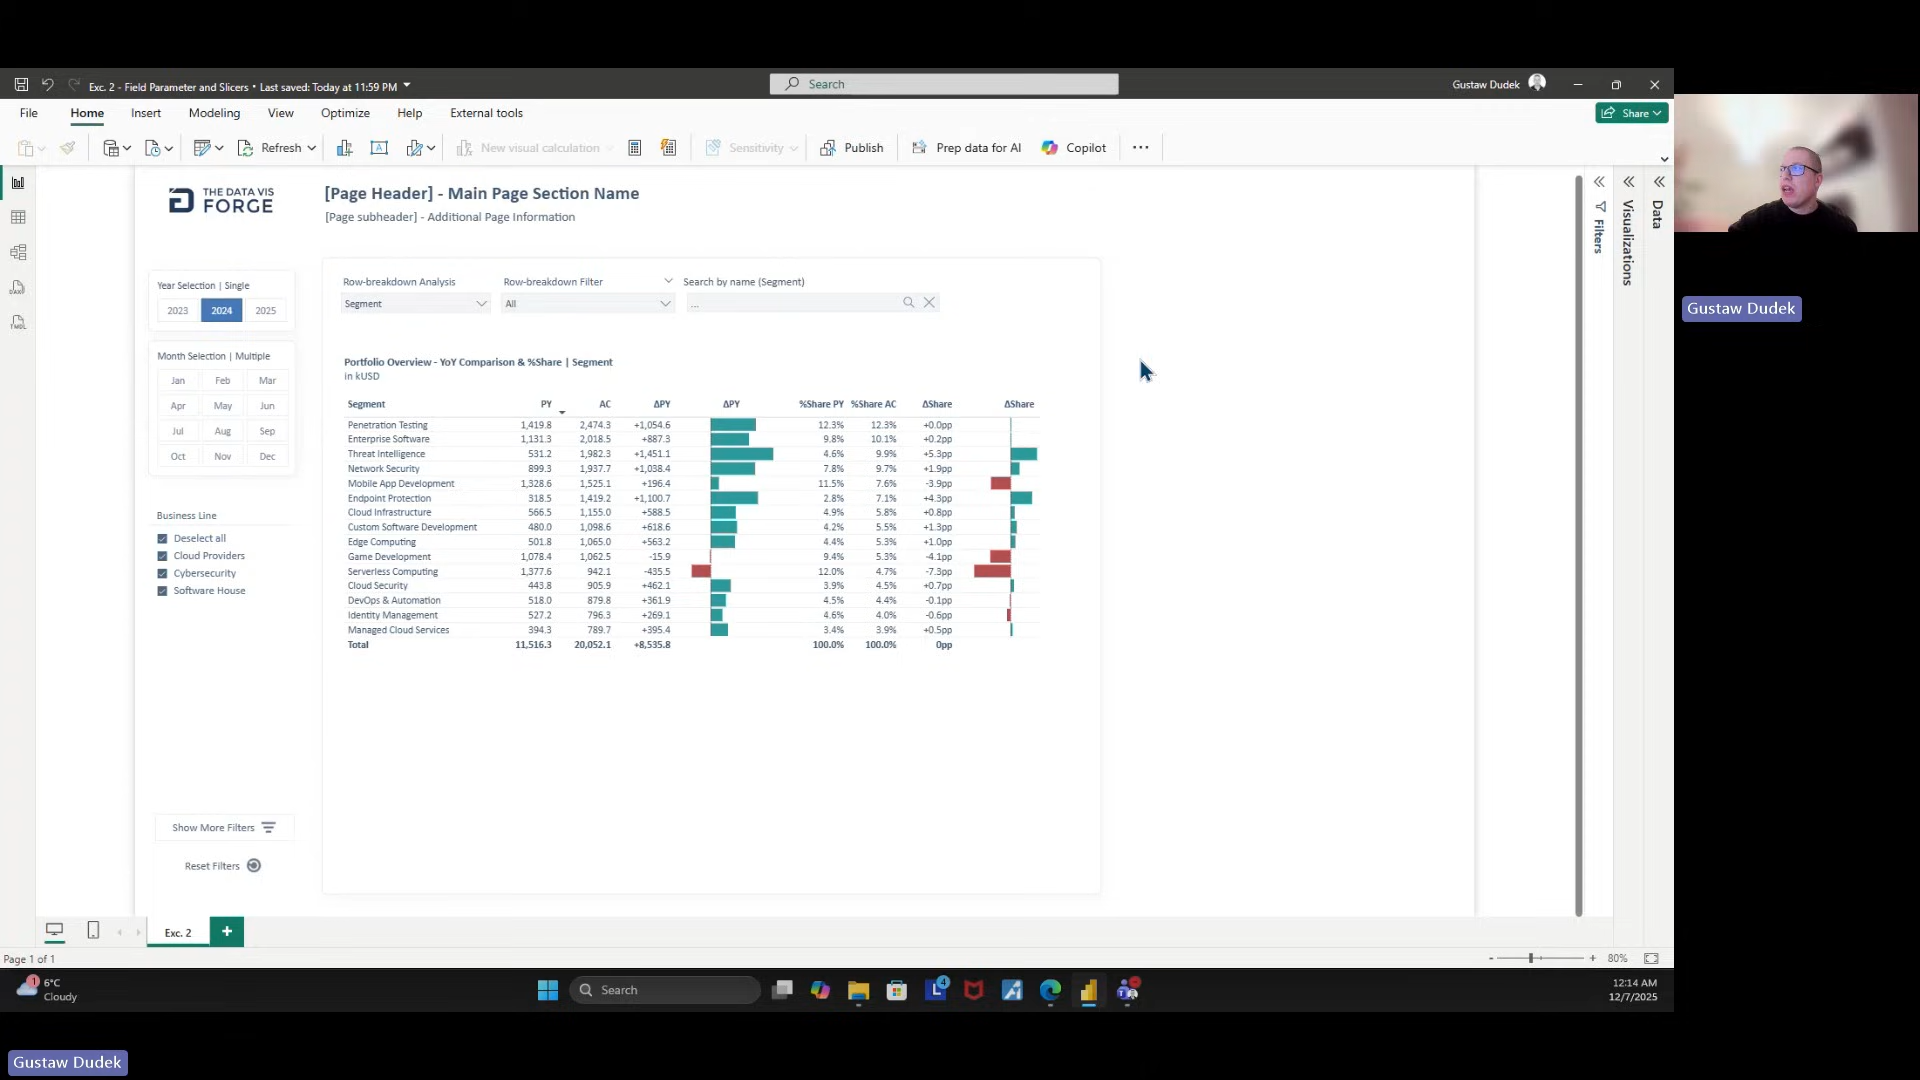 Exc. 2 - Field Parameter and Slicers • Last saved: Today at 11:59 PM
Search
Gustaw Dudek
File Home Insert Modeling View Optimize Help External tools
Share
Refresh
New visual calculation
Sensitivity
Publish
Prep data for AI
Copilot
THE DATA VIS
FORGE
[Page Header] - Main Page Section Name
[Page subheader] - Additional Page Information
Filters
Visualizations
Data
Gustaw Dudek
Year Selection | Single
2023 2024 2025
Month Selection | Multiple
Jan Feb Mar
Apr May Jun
Jul Aug Sep
Oct Nov Dec
Business Line
Deselect all
Cloud Providers
Cybersecurity
Software House
Show More Filters
Reset Filters
Row-breakdown Analysis Row-breakdown Filter Search by name (Segment)
Segment All ...
Portfolio Overview - YoY Comparison & %Share | Segment
in kUSD
Segment PY AC ΔPY ΔPY %Share PY %Share AC ΔShare ΔShare
Penetration Testing 1,419.8 2,474.3 +1,054.6 12.3% 12.3% +0.0pp
Enterprise Software 1,131.3 2,018.5 +887.3 9.8% 10.1% +0.2pp
Threat Intelligence 531.2 1,982.3 +1,451.1 4.6% 9.9% +5.3pp
Network Security 899.3 1,937.7 +1,038.4 7.8% 9.7% +1.9pp
Mobile App Development 1,328.6 1,525.1 +196.4 11.5% 7.6% -3.9pp
Endpoint Protection 318.5 1,419.2 +1,100.7 2.8% 7.1% +4.3pp
Cloud Infrastructure 566.5 1,155.0 +588.5 4.9% 5.8% +0.8pp
Custom Software Development 480.0 1,098.6 +618.6 4.2% 5.5% +1.3pp
Edge Computing 501.8 1,065.0 +563.2 4.4% 5.3% +1.0pp
Game Development 1,078.4 1,062.5 -15.9 9.4% 5.3% -4.1pp
Serverless Computing 1,377.6 942.1 -435.5 12.0% 4.7% -7.3pp
Cloud Security 443.8 905.9 +462.1 3.9% 4.5% +0.7pp
DevOps & Automation 518.0 879.8 +361.9 4.5% 4.4% -0.1pp
Identity Management 527.2 796.3 +269.1 4.6% 4.0% -0.6pp
Managed Cloud Services 394.3 789.7 +395.4 3.4% 3.9% +0.5pp
Total 11,516.3 20,052.1 +8,535.8 100.0% 100.0% 0pp
Exc. 2
Page 1 of 1
80%
1
6°C
Cloudy
Search
4
12:14 AM
12/7/2025
Gustaw Dudek